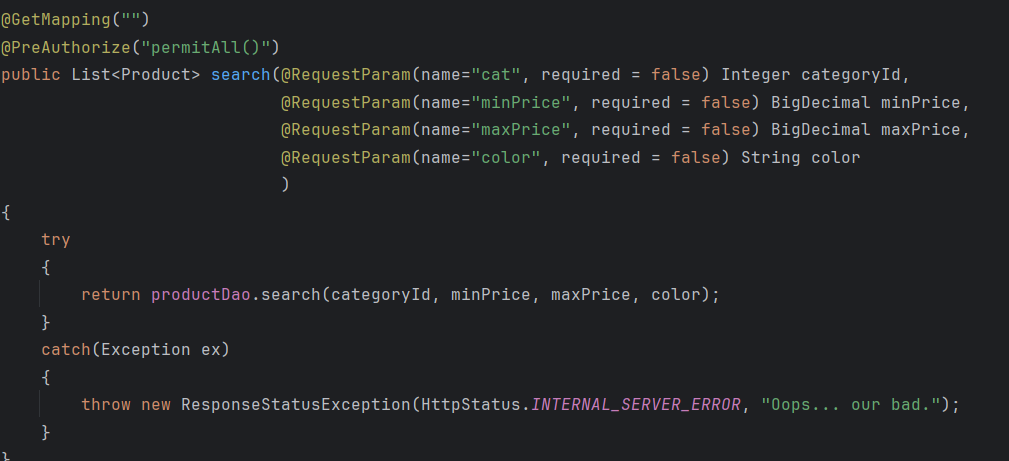 @GetMapping("")
@PreAuthorize("permitAll()")
public List<Product> search(@RequestParam(name="cat", required = false) Integer categoryId,
                            @RequestParam(name="minPrice", required = false) BigDecimal minPrice,
                            @RequestParam(name="maxPrice", required = false) BigDecimal maxPrice,
                            @RequestParam(name="color", required = false) String color
                            )
{
    try
    {
        return productDao.search(categoryId, minPrice, maxPrice, color);
    }
    catch(Exception ex)
    {
        throw new ResponseStatusException(HttpStatus.INTERNAL_SERVER_ERROR, "Oops... our bad.");
    }
}